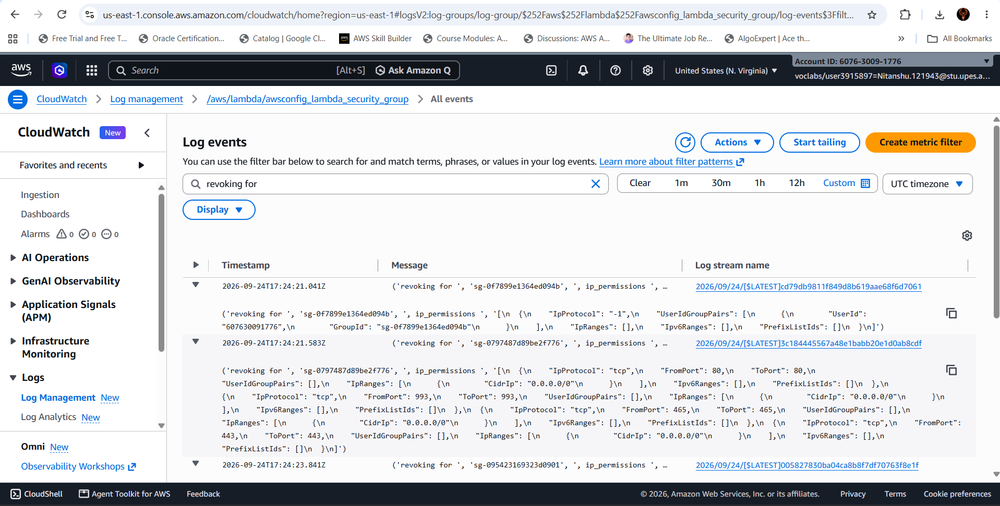 us-east-1.console.aws.amazon.com/cloudwatch/home?region=us-east-1#logsV2:log-groups/log-group/$252Faws$252Flambda$252Fawsconfig_lambda_security_group/log-events$3Ffilt...
Free Trial and Free T... Oracle Certification... Catalog | Google Cl... aws AWS Skill Builder Course Modules: A... Discussions: AWS A... The Ultimate Job Re... AlgoExpert | Ace th... » All Bookmarks
aws Search [Alt+S] Ask Amazon Q United States (N. Virginia) Account ID: 6076-3009-1776
voclabs/user3915897=Nitanshu.121943@stu.upes.a...
CloudWatch Log management /aws/lambda/awsconfig_lambda_security_group All events
CloudWatch New
Favorites and recents
Ingestion
Dashboards
Alarms 0 0 0
AI Operations
GenAI Observability
Application Signals
(APM)
Infrastructure
Monitoring
Logs
Log Management New
Log Analytics New
Omni New
Observability Workshops
Log events
Actions Start tailing Create metric filter
You can use the filter bar below to search for and match terms, phrases, or values in your log events. Learn more about filter patterns
revoking for Clear 1m 30m 1h 12h Custom UTC timezone
Display
Timestamp Message Log stream name
2026-09-24T17:24:21.041Z ('revoking for ', 'sg-0f7899e1364ed094b', ', ip_permissions ', … 2026/09/24/[$LATEST]cd79db9811f849d8b619aae68f6d7061
('revoking for ', 'sg-0f7899e1364ed094b', ', ip_permissions ', '[\n  {\n    "IpProtocol": "-1",\n    "UserIdGroupPairs": [\n      {\n        "UserId":
"607630091776",\n        "GroupId": "sg-0f7899e1364ed094b"\n      }\n    ],\n    "IpRanges": [],\n    "Ipv6Ranges": [],\n    "PrefixListIds": []\n  }\n]')
2026-09-24T17:24:21.583Z ('revoking for ', 'sg-0797487d89be2f776', ', ip_permissions ', … 2026/09/24/[$LATEST]3c184445567a48e1babb20e1d0ab8cdf
('revoking for ', 'sg-0797487d89be2f776', ', ip_permissions ', '[\n  {\n    "IpProtocol": "tcp",\n    "FromPort": 80,\n    "ToPort": 80,\n
"UserIdGroupPairs": [],\n    "IpRanges": [\n      {\n        "CidrIp": "0.0.0.0/0"\n      }\n    ],\n    "Ipv6Ranges": [],\n    "PrefixListIds": []\n  },\n
{\n    "IpProtocol": "tcp",\n    "FromPort": 993,\n    "ToPort": 993,\n    "UserIdGroupPairs": [],\n    "IpRanges": [\n      {\n        "CidrIp": "0.0.0.0/0"\n      }\n
],\n    "Ipv6Ranges": [],\n    "PrefixListIds": []\n  },\n  {\n    "IpProtocol": "tcp",\n    "FromPort": 465,\n    "ToPort": 465,\n    "UserIdGroupPairs": [],\n
"IpRanges": [\n      {\n        "CidrIp": "0.0.0.0/0"\n      }\n    ],\n    "Ipv6Ranges": [],\n    "PrefixListIds": []\n  },\n  {\n    "IpProtocol": "tcp",\n    "FromPort":
443,\n    "ToPort": 443,\n    "UserIdGroupPairs": [],\n    "IpRanges": [\n      {\n        "CidrIp": "0.0.0.0/0"\n      }\n    ],\n    "Ipv6Ranges": [],\n
"PrefixListIds": []\n  }\n]')
2026-09-24T17:24:23.841Z ('revoking for ', 'sg-095423169323d0901', ', ip_permissions ', … 2026/09/24/[$LATEST]005827830ba04ca8b8f7df70763f8e1f
CloudShell Agent Toolkit for AWS Feedback © 2026, Amazon Web Services, Inc. or its affiliates. Privacy Terms Cookie preferences